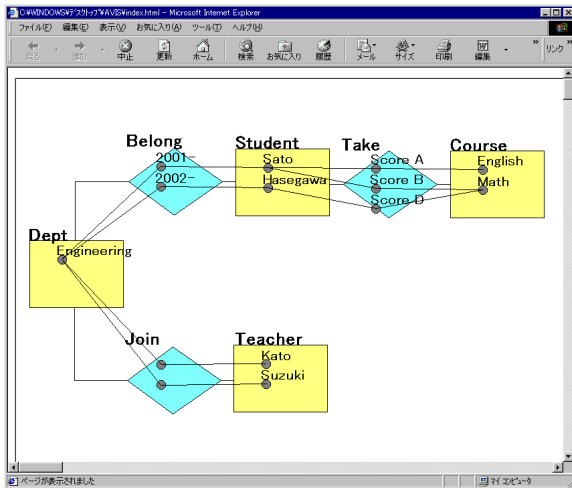 C:¥WINDOWS¥デスクトップ¥AVIS¥index.html - Microsoft Internet Explorer
ファイル(F) 編集(E) 表示(V) お気に入り(A) ツール(T) ヘルプ(H)
戻る 進む 中止 更新 ホーム 検索 お気に入り 履歴 メール サイズ 印刷 編集 » リンク »
Belong Student Take Course
2001- Sato Score A English
2002- Hasegawa Score B Math
Score D
Dept
Engineering
Join Teacher
Kato
Suzuki
ページが表示されました マイ コンピュータ